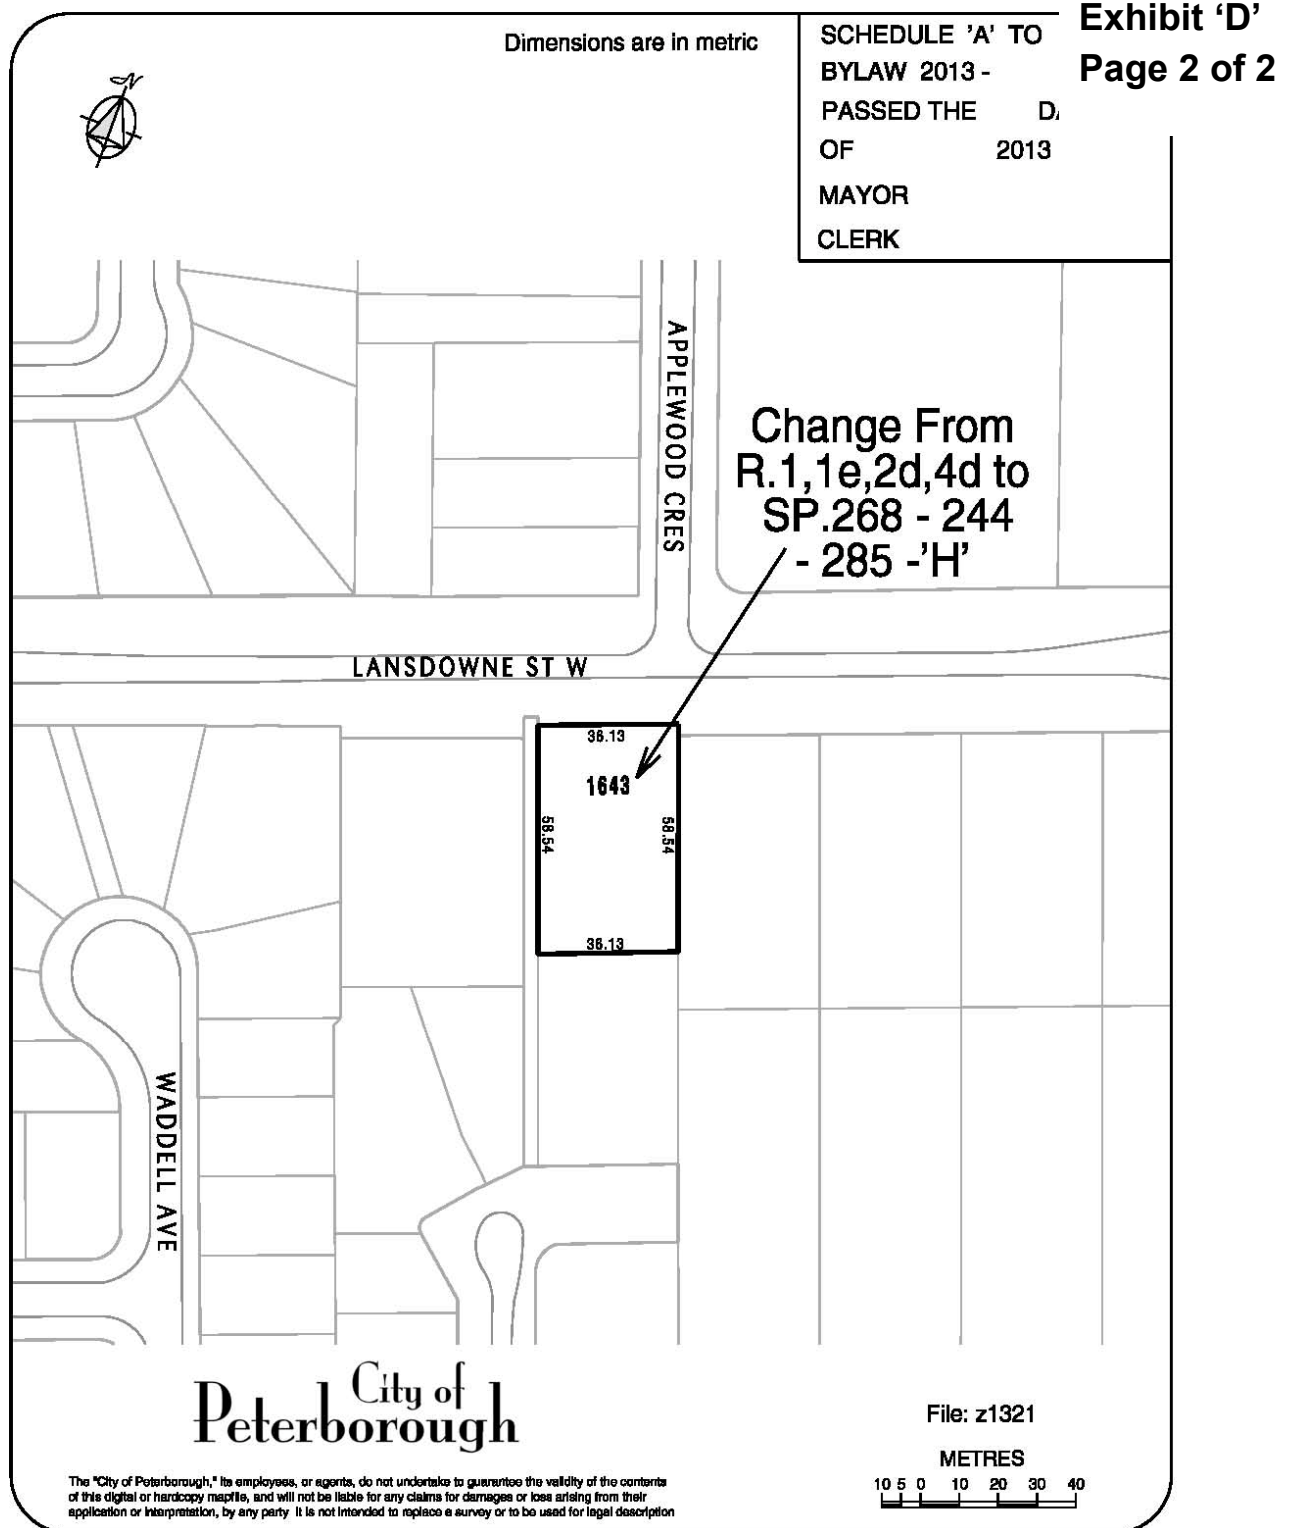 Exhibit ‘D’
Page 2 of 2
Dimensions are in metric
SCHEDULE 'A' TO
BYLAW 2013 -
PASSED THE
OF 2013
MAYOR
CLERK
N
APPLEWOOD CRES
Change From
R.1,1e,2d,4d to
SP.268 - 244
- 285 -'H'
LANSDOWNE ST W
36.13
1643
58.54
58.54
36.13
WADDELL AVE
City of
Peterborough
File: z1321
METRES
10 5 0 10 20 30 40
The "City of Peterborough," its employees, or agents, do not undertake to guarantee the validity of the contents
of this digital or hardcopy mapfile, and will not be liable for any claims for damages or loss arising from their
application or interpretation, by any party It is not intended to replace a survey or to be used for legal description